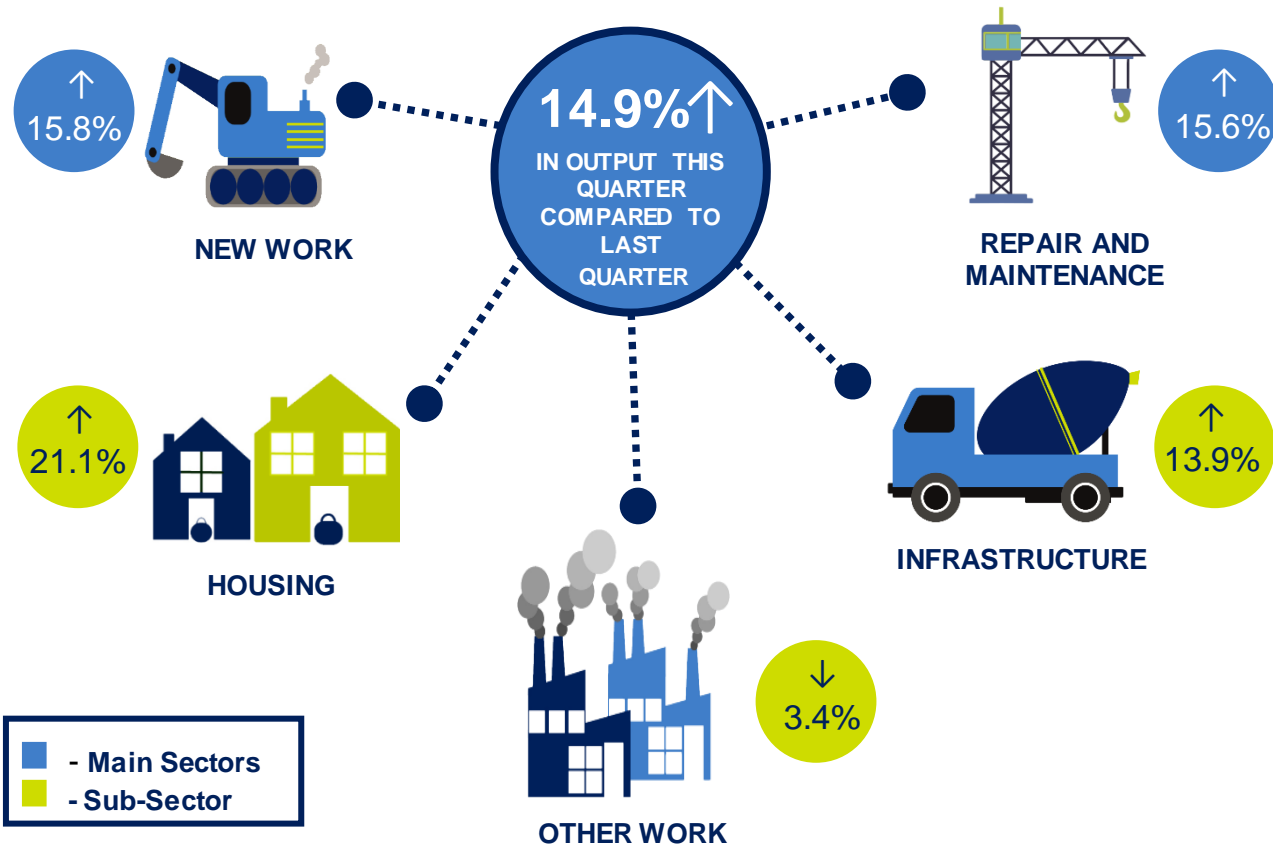 14.9%↑
IN OUTPUT THIS
QUARTER
COMPARED TO
LAST
QUARTER
↑
15.8%
NEW WORK
↑
15.6%
REPAIR AND
MAINTENANCE
↑
21.1%
HOUSING
↑
13.9%
INFRASTRUCTURE
↓
3.4%
OTHER WORK
- Main Sectors
- Sub-Sector